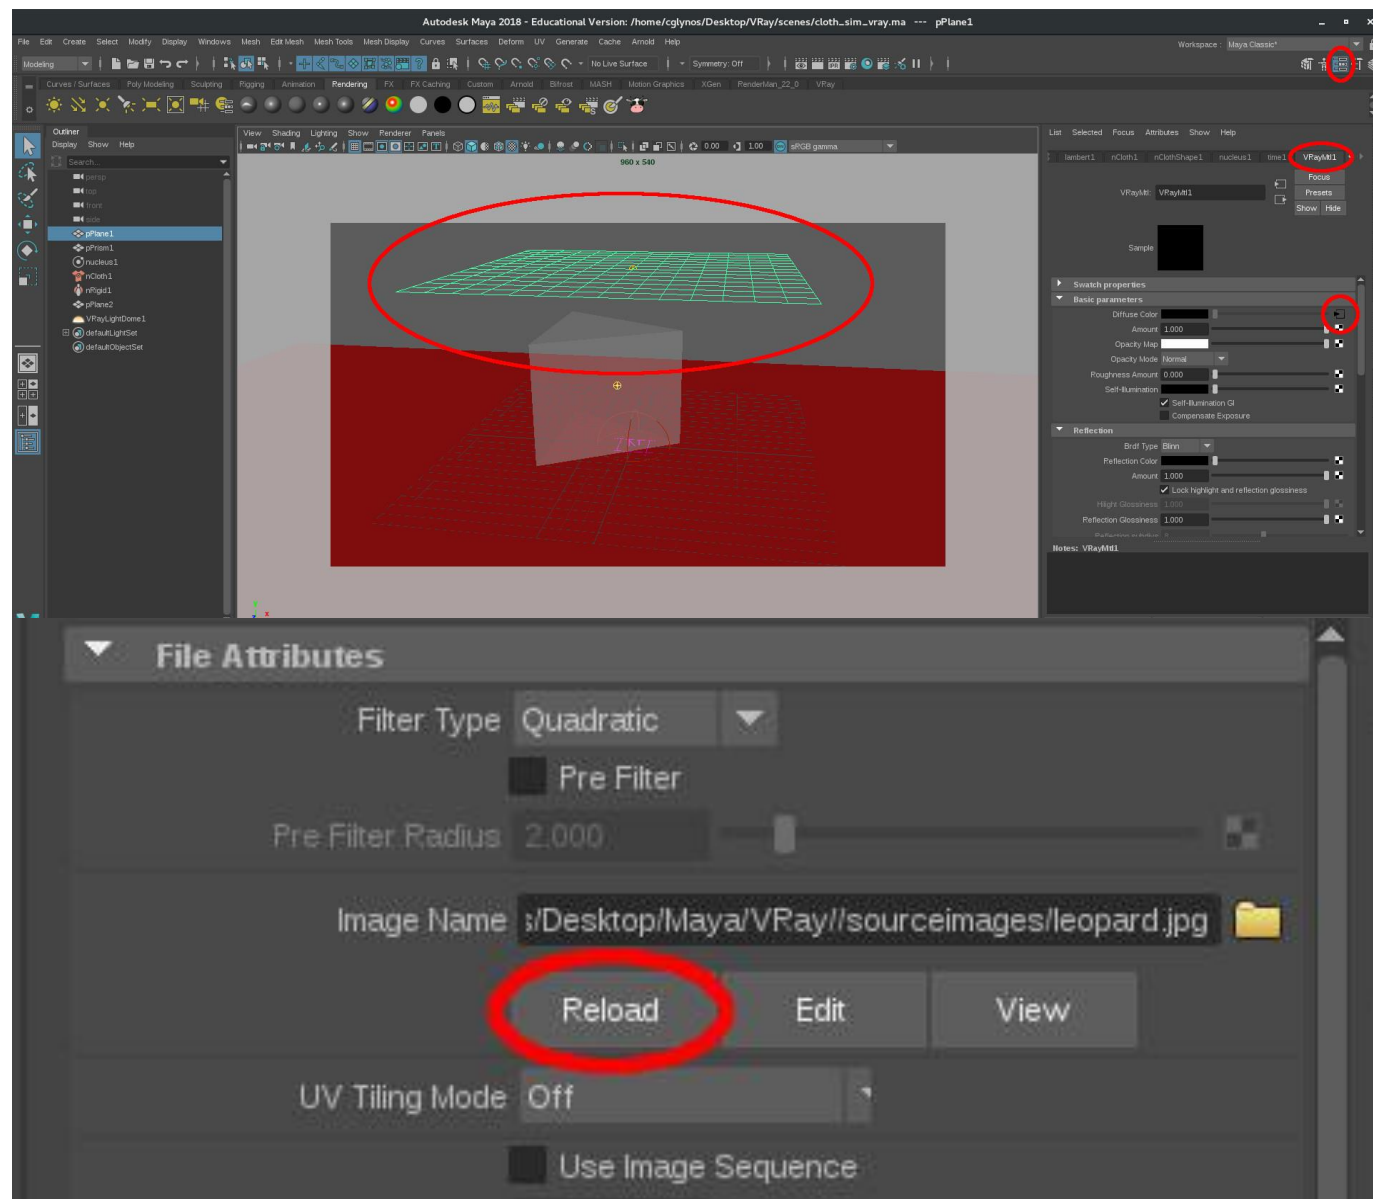 Autodesk Maya 2018 - Educational Version: /home/cglynos/Desktop/VRay/scenes/cloth_sim_vray.ma --- pPlane1
File Edit Create Select Modify Display Windows Mesh Edit Mesh Mesh Tools Mesh Display Curves Surfaces Deform UV Generate Cache Arnold Help
Workspace : Maya Classic*
Modeling
No Live Surface
Symmetry: Off
Curves / Surfaces Poly Modeling Sculpting Rigging Animation Rendering FX FX Caching Custom Arnold Bifrost MASH Motion Graphics XGen RenderMan_22_0 VRay
Outliner
Display Show Help
Search...
persp
top
front
side
pPlane1
pPrism1
nucleus1
nCloth1
nRigid1
pPlane2
VRayLightDome1
defaultLightSet
defaultObjectSet
View Shading Lighting Show Renderer Panels
0.00 1.00 sRGB gamma
960 x 540
List Selected Focus Attributes Show Help
lambert1 nCloth1 nClothShape1 nucleus1 time1 VRayMtl1
Focus
VRayMtl: VRayMtl1
Presets
Show Hide
Sample
Swatch properties
Basic parameters
Diffuse Color
Amount 1.000
Opacity Map
Opacity Mode Normal
Roughness Amount 0.000
Self-Illumination
Self-Illumination GI
Compensate Exposure
Reflection
Brdf Type Blinn
Reflection Color
Amount 1.000
Lock highlight and reflection glossiness
Hilight Glossiness 1.000
Reflection Glossiness 1.000
Notes: VRayMtl1
File Attributes
Filter Type Quadratic
Pre Filter
Pre Filter Radius 2.000
Image Name s/Desktop/Maya/VRay//sourceimages/leopard.jpg
Reload Edit View
UV Tiling Mode Off
Use Image Sequence